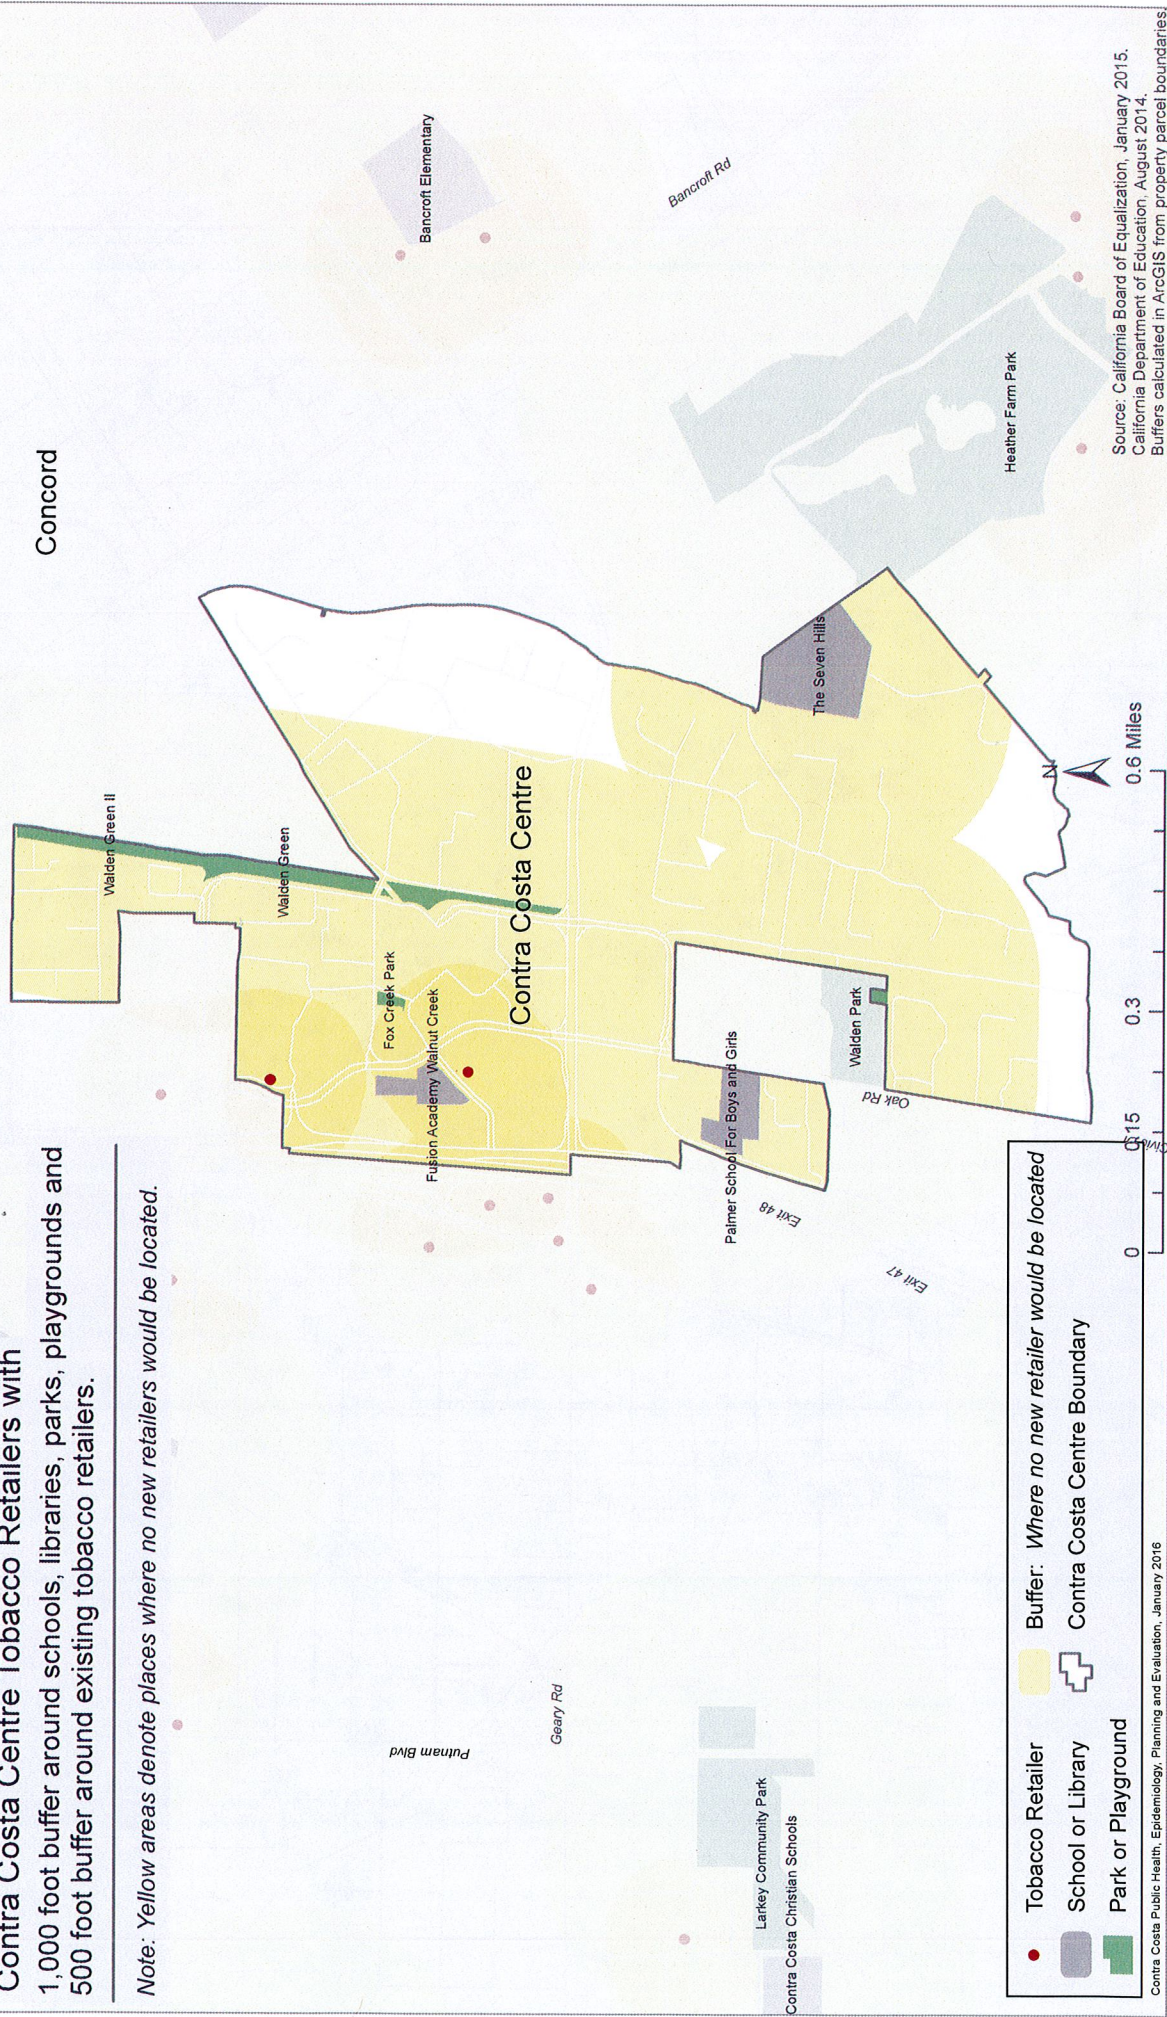 Contra Costa Centre Tobacco Retailers with
1,000 foot buffer around schools, libraries, parks, playgrounds and
500 foot buffer around existing tobacco retailers.
Note: Yellow areas denote places where no new retailers would be located.
Concord
Walden Green II
Walden Green
Bancroft Elementary
Fox Creek Park
Fusion Academy Walnut Creek
Putnam Blvd
Contra Costa Centre
Geary Rd
Bancroft Rd
Palmer School For Boys and Girls
Larkey Community Park
Contra Costa Christian Schools
Exit 48
The Seven Hills
Walden Park
Oak Rd
Exit 47
Heather Farm Park
Tobacco Retailer
School or Library
Park or Playground
Buffer: Where no new retailer would be located
Contra Costa Centre Boundary
N
0 0.15 0.3 0.6 Miles
Source: California Board of Equalization, January 2015.
California Department of Education, August 2014.
Buffers calculated in ArcGIS from property parcel boundaries.
Contra Costa Public Health, Epidemiology, Planning and Evaluation, January 2016